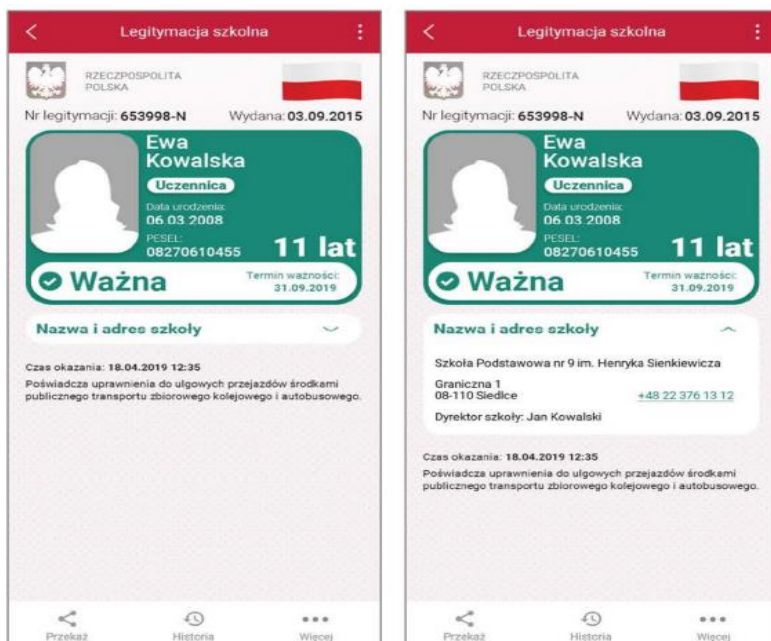 Legitymacja szkolna
RZECZPOSPOLITA
POLSKA
Nr legitymacji: 653998-N Wydana: 03.09.2015
Ewa
Kowalska
Uczennica
Data urodzenia:
06.03.2008
PESEL:
08270610455 11 lat
Ważna Termin ważności:
31.09.2019
Nazwa i adres szkoły
Czas okazania: 18.04.2019 12:35
Poświadcza uprawnienia do ulgowych przejazdów środkami
publicznego transportu zbiorowego kolejowego i autobusowego.
Przekaż Historia Więcej
Legitymacja szkolna
RZECZPOSPOLITA
POLSKA
Nr legitymacji: 653998-N Wydana: 03.09.2015
Ewa
Kowalska
Uczennica
Data urodzenia:
06.03.2008
PESEL:
08270610455 11 lat
Ważna Termin ważności:
31.09.2019
Nazwa i adres szkoły
Szkoła Podstawowa nr 9 im. Henryka Sienkiewicza
Graniczna 1
08-110 Siedlce +48 22 376 13 12
Dyrektor szkoły: Jan Kowalski
Czas okazania: 18.04.2019 12:35
Poświadcza uprawnienia do ulgowych przejazdów środkami
publicznego transportu zbiorowego kolejowego i autobusowego.
Przekaż Historia Więcej